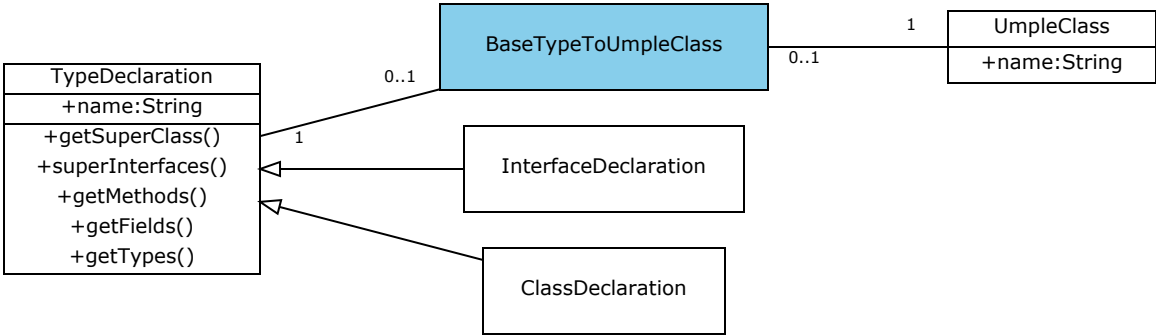 TypeDeclaration
+name:String
+getSuperClass()
+superInterfaces()
+getMethods()
+getFields()
+getTypes()
1
0..1
BaseTypeToUmpleClass
0..1
1
UmpleClass
+name:String
InterfaceDeclaration
ClassDeclaration